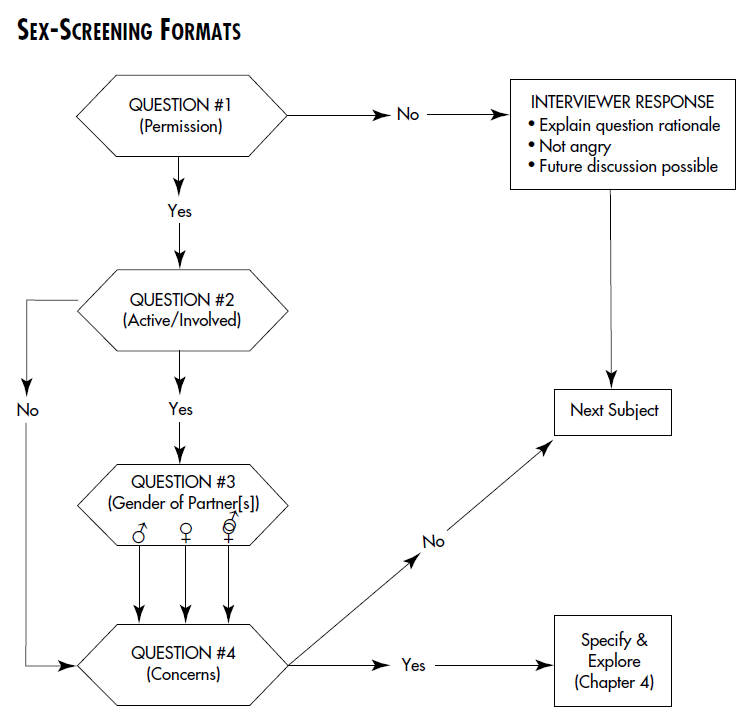 SEX-SCREENING FORMATS
QUESTION #1
(Permission)
No
INTERVIEWER RESPONSE
• Explain question rationale
• Not angry
• Future discussion possible
Yes
QUESTION #2
(Active/Involved)
No
Yes
Next Subject
QUESTION #3
(Gender of Partner[s])
♂ ♀ ⚥
No
QUESTION #4
(Concerns)
Yes
Specify &
Explore
(Chapter 4)